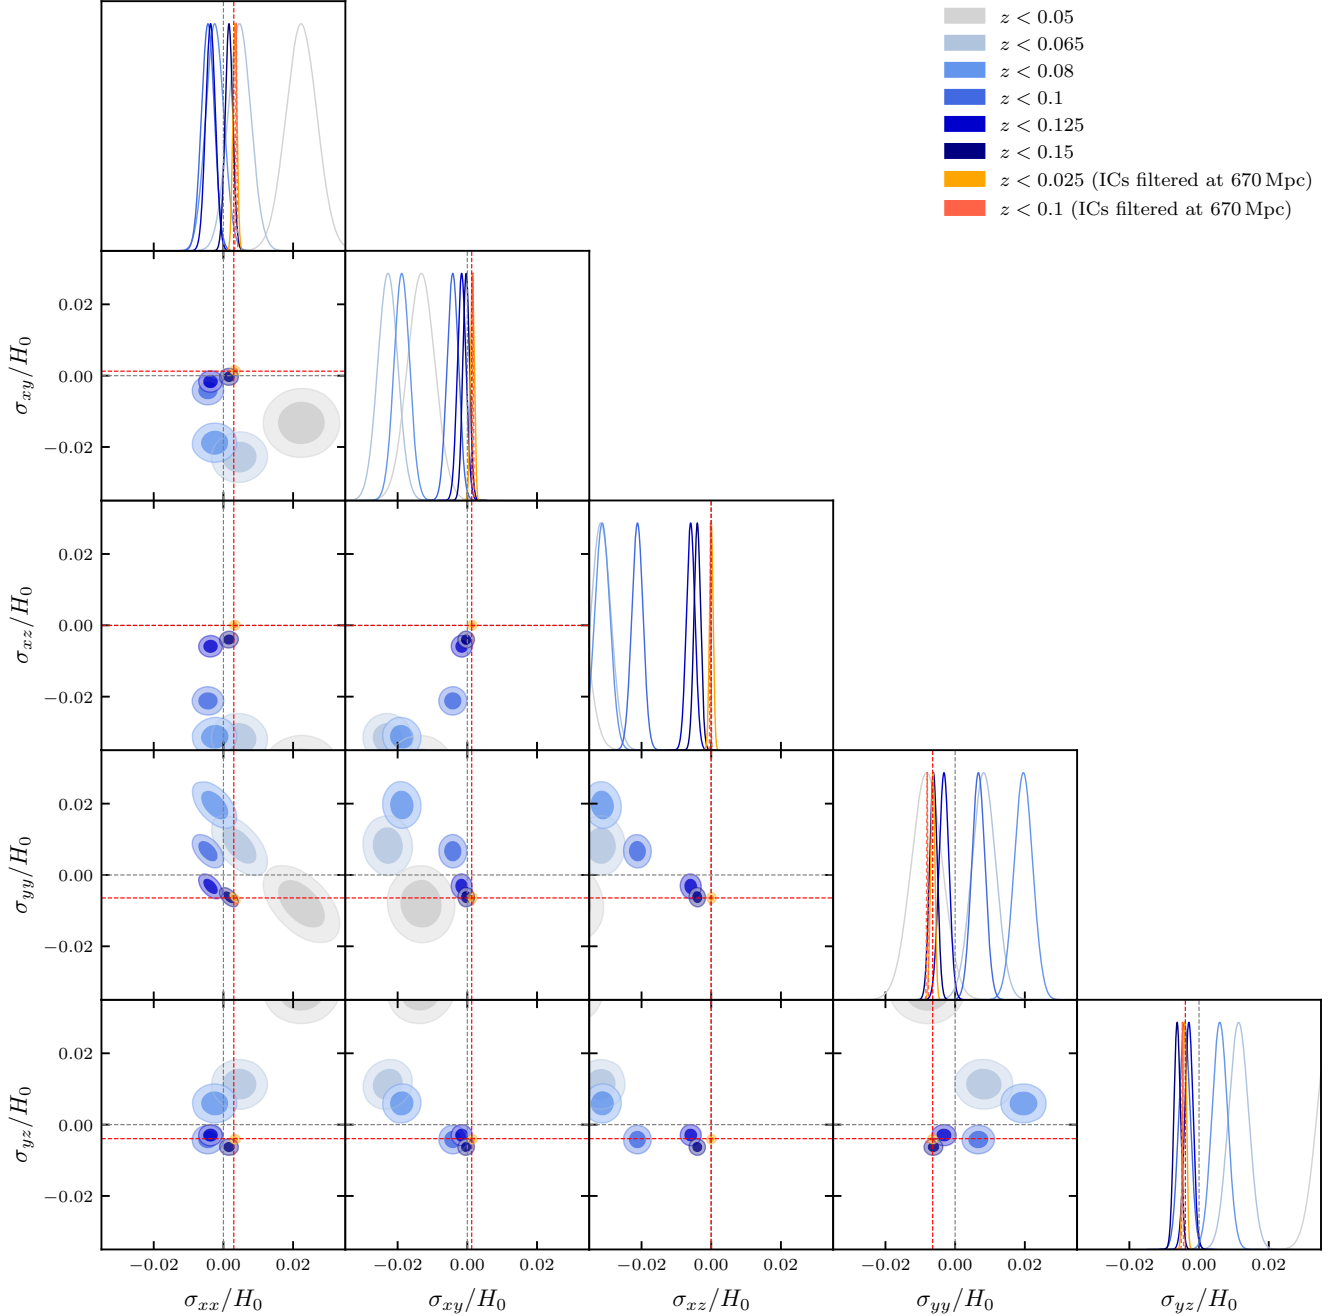 z < 0.05
z < 0.065
z < 0.08
z < 0.1
z < 0.125
z < 0.15
z < 0.025 (ICs filtered at 670 Mpc)
z < 0.1 (ICs filtered at 670 Mpc)
0.02
0.00
−0.02
σxy/H0
0.02
0.00
−0.02
σxz/H0
0.02
0.00
−0.02
σyy/H0
0.02
0.00
−0.02
σyz/H0
−0.02 0.00 0.02 −0.02 0.00 0.02 −0.02 0.00 0.02 −0.02 0.00 0.02 −0.02 0.00 0.02
σxx/H0 σxy/H0 σxz/H0 σyy/H0 σyz/H0